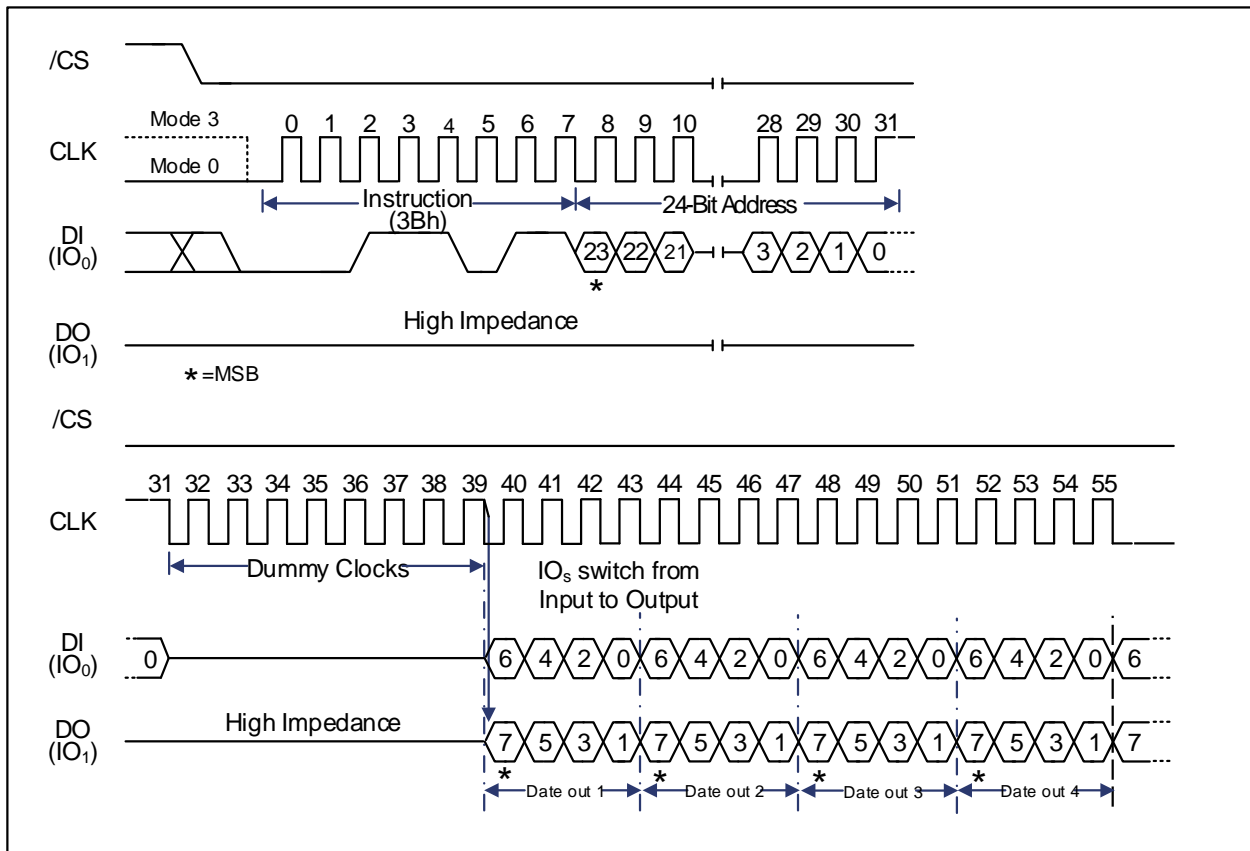 /CS
Mode 3
0 1 2 3 4 5 6 7 8 9 10 28 29 30 31
CLK
Mode 0
Instruction
(3Bh)
24-Bit Address
DI
(IO0)
23 22 21 3 2 1 0
*
High Impedance
DO
(IO1)
*=MSB
/CS
31 32 33 34 35 36 37 38 39 40 41 42 43 44 45 46 47 48 49 50 51 52 53 54 55
CLK
Dummy Clocks
IOs switch from
Input to Output
DI
(IO0)
0 6 4 2 0 6 4 2 0 6 4 2 0 6 4 2 0 6
High Impedance
DO
(IO1)
7 5 3 1 7 5 3 1 7 5 3 1 7 5 3 1 7
* * * *
Date out 1 Date out 2 Date out 3 Date out 4